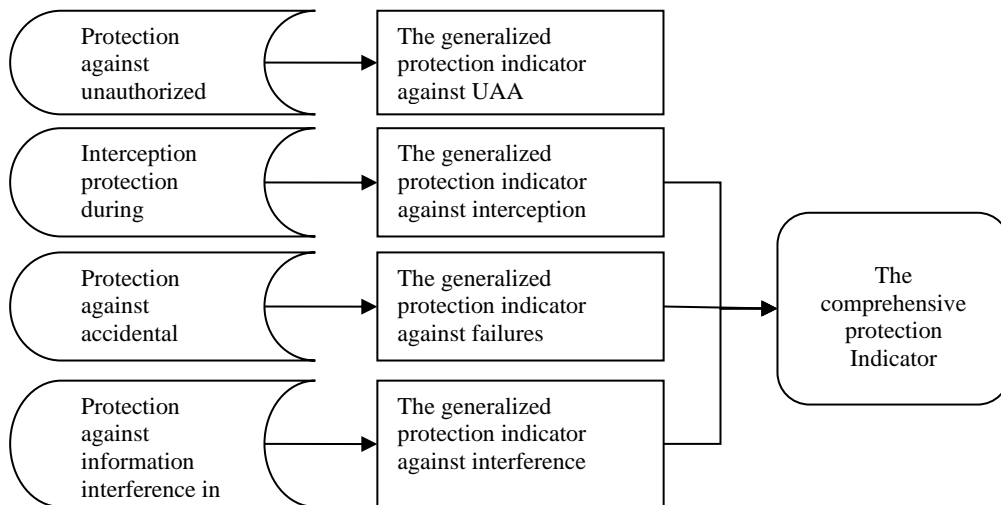 Protection
against
unauthorized
The generalized
protection indicator
against UAA
Interception
protection
during
The generalized
protection indicator
against interception
Protection
against
accidental
The generalized
protection indicator
against failures
Protection
against
information
interference in
The generalized
protection indicator
against interference
The
comprehensive
protection
Indicator